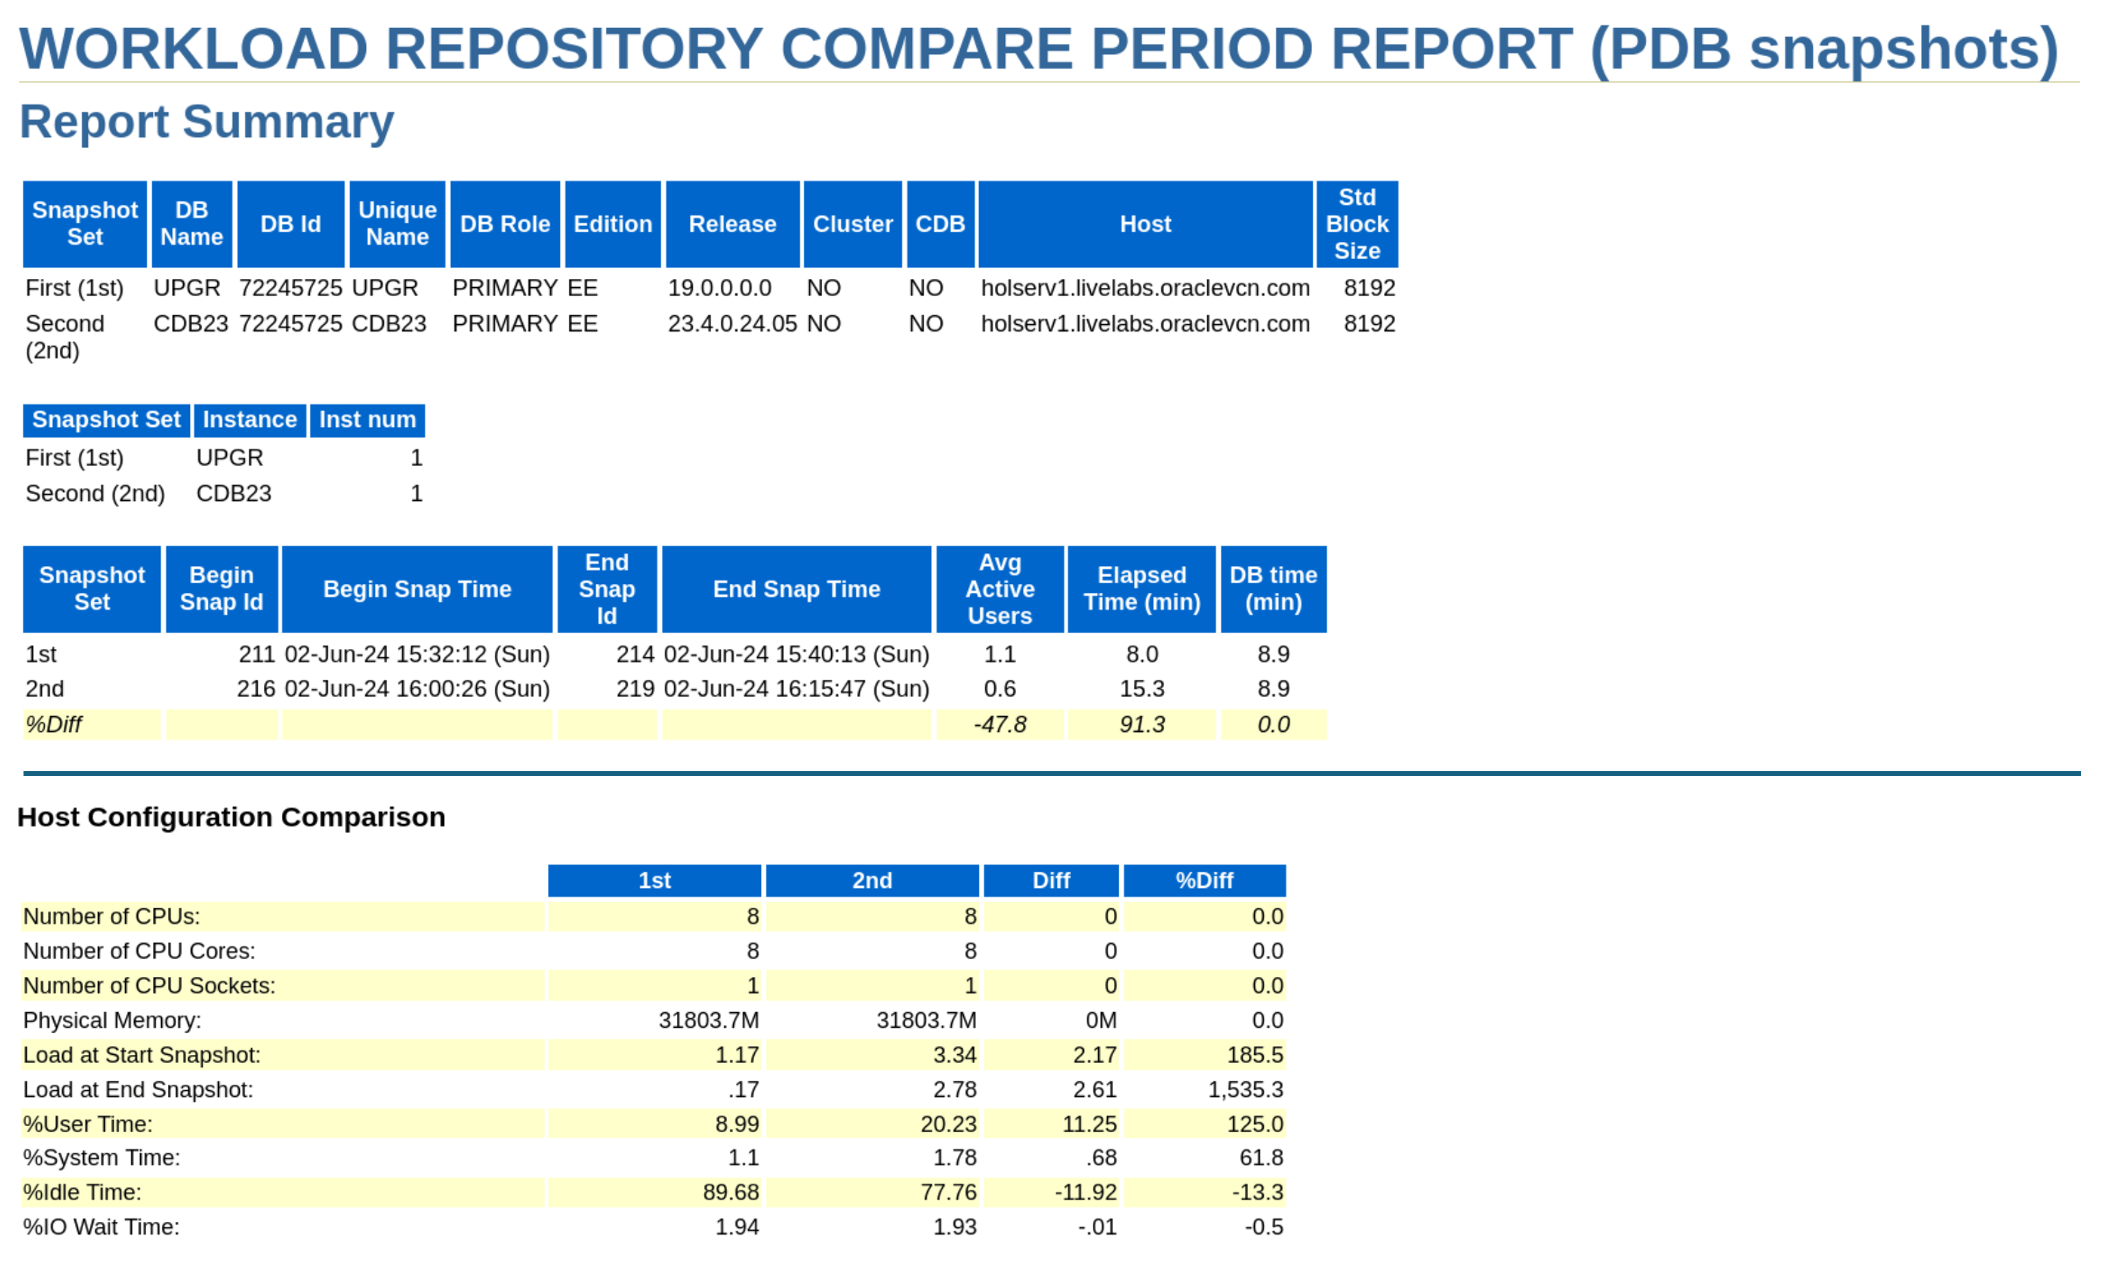 WORKLOAD REPOSITORY COMPARE PERIOD REPORT (PDB snapshots)
Report Summary
Snapshot Set DB Name DB Id Unique Name DB Role Edition Release Cluster CDB Host Std Block Size
First (1st) UPGR 72245725 UPGR PRIMARY EE 19.0.0.0.0 NO NO holserv1.livelabs.oraclevcn.com 8192
Second (2nd) CDB23 72245725 CDB23 PRIMARY EE 23.4.0.24.05 NO NO holserv1.livelabs.oraclevcn.com 8192
Snapshot Set Instance Inst num
First (1st) UPGR 1
Second (2nd) CDB23 1
Snapshot Set Begin Snap Id Begin Snap Time End Snap Id End Snap Time Avg Active Users Elapsed Time (min) DB time (min)
1st 211 02-Jun-24 15:32:12 (Sun) 214 02-Jun-24 15:40:13 (Sun) 1.1 8.0 8.9
2nd 216 02-Jun-24 16:00:26 (Sun) 219 02-Jun-24 16:15:47 (Sun) 0.6 15.3 8.9
%Diff -47.8 91.3 0.0
Host Configuration Comparison
1st 2nd Diff %Diff
Number of CPUs: 8 8 0 0.0
Number of CPU Cores: 8 8 0 0.0
Number of CPU Sockets: 1 1 0 0.0
Physical Memory: 31803.7M 31803.7M 0M 0.0
Load at Start Snapshot: 1.17 3.34 2.17 185.5
Load at End Snapshot: .17 2.78 2.61 1,535.3
%User Time: 8.99 20.23 11.25 125.0
%System Time: 1.1 1.78 .68 61.8
%Idle Time: 89.68 77.76 -11.92 -13.3
%IO Wait Time: 1.94 1.93 -.01 -0.5